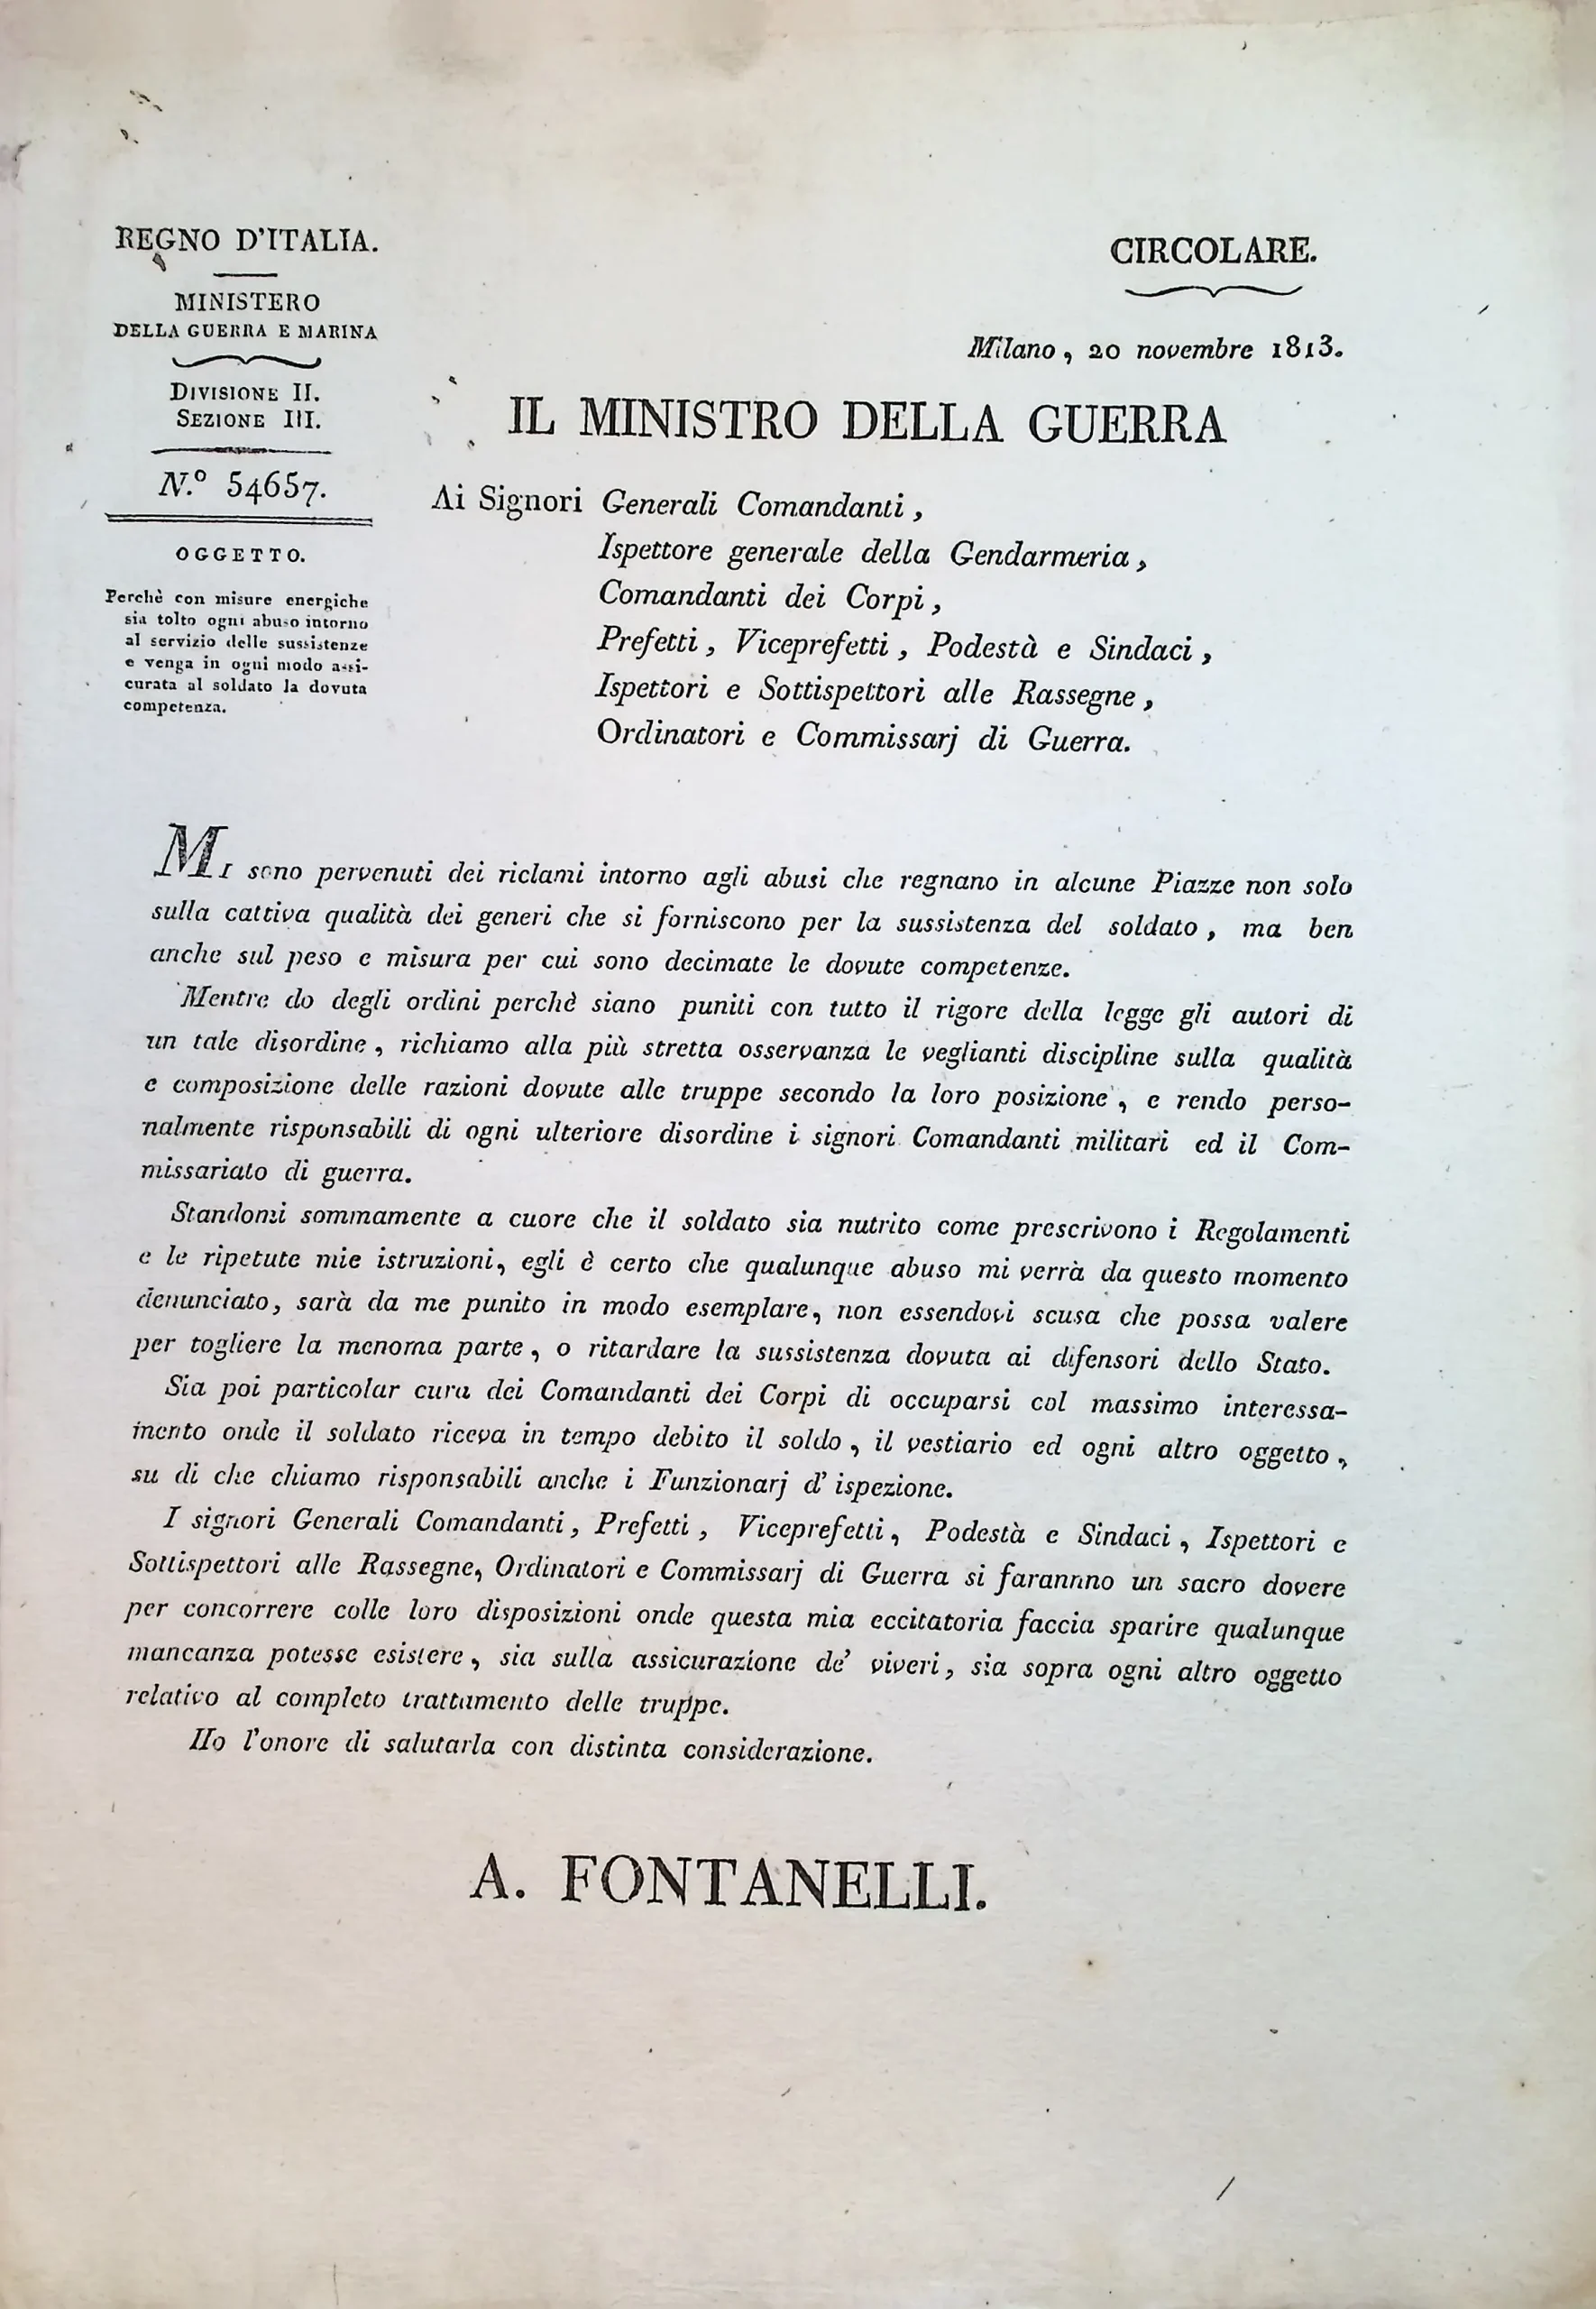 REGNO D'ITALIA.
MINISTERO
DELLA GUERRA E MARINA
DIVISIONE II.
SEZIONE III.
N.º 54657.
OGGETTO.
Perchè con misure energiche
sia tolto ogni abuso intorno
al servizio delle sussistenze
e venga in ogni modo assi-
curata al soldato la dovuta
competenza.
CIRCOLARE.
Milano, 20 novembre 1813.
IL MINISTRO DELLA GUERRA
Ai Signori Generali Comandanti,
Ispettore generale della Gendarmeria,
Comandanti dei Corpi,
Prefetti, Viceprefetti, Podestà e Sindaci,
Ispettori e Sottispettori alle Rassegne,
Ordinatori e Commissarj di Guerra.
MI sono pervenuti dei riclami intorno agli abusi che regnano in alcune Piazze non solo
sulla cattiva qualità dei generi che si forniscono per la sussistenza del soldato, ma ben
anche sul peso e misura per cui sono decimate le dovute competenze.
Mentre do degli ordini perchè siano puniti con tutto il rigore della legge gli autori di
un tale disordine, richiamo alla più stretta osservanza le veglianti discipline sulla qualità
e composizione delle razioni dovute alle truppe secondo la loro posizione, e rendo perso-
nalmente risponsabili di ogni ulteriore disordine i signori Comandanti militari ed il Com-
missariato di guerra.
Standomi sommamente a cuore che il soldato sia nutrito come prescrivono i Regolamenti
e le ripetute mie istruzioni, egli è certo che qualunque abuso mi verrà da questo momento
denunciato, sarà da me punito in modo esemplare, non essendovi scusa che possa valere
per togliere la menoma parte, o ritardare la sussistenza dovuta ai difensori dello Stato.
Sia poi particolar cura dei Comandanti dei Corpi di occuparsi col massimo interessa-
mento onde il soldato riceva in tempo debito il soldo, il vestiario ed ogni altro oggetto,
su di che chiamo risponsabili anche i Funzionarj d'ispezione.
I signori Generali Comandanti, Prefetti, Viceprefetti, Podestà e Sindaci, Ispettori e
Sottispettori alle Rassegne, Ordinatori e Commissarj di Guerra si farannno un sacro dovere
per concorrere colle loro disposizioni onde questa mia eccitatoria faccia sparire qualunque
mancanza potesse esistere, sia sulla assicurazione de' viveri, sia sopra ogni altro oggetto
relativo al completo trattamento delle truppe.
Ho l'onore di salutarla con distinta considerazione.
A. FONTANELLI.